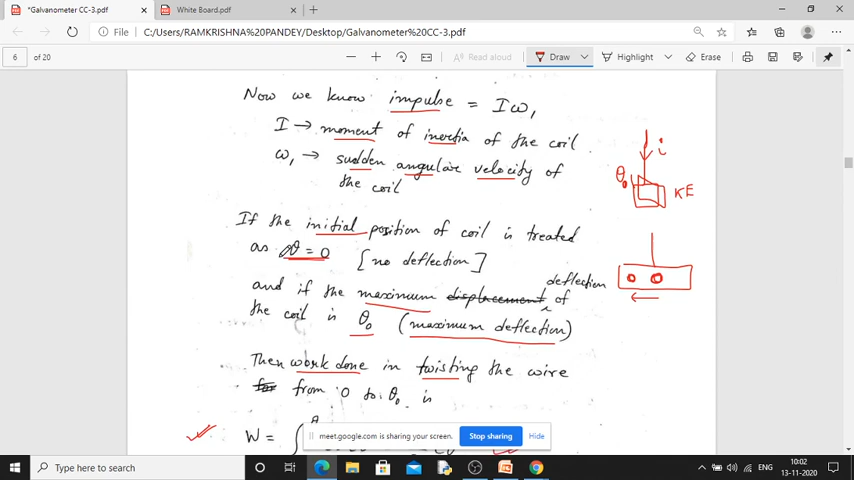 *Galvanometer CC-3.pdf
White Board.pdf
C:/Users/RAMKRISHNA%20PANDEY/Desktop/Galvanometer%20CC-3.pdf
6 of 20
Read aloud
Draw
Highlight
Erase
Now we know impulse = Iω₁
I → moment of inertia of the coil
ω₁ → sudden angular velocity of
the coil
If the initial position of coil is treated
as θ = 0 [no deflection]
and if the maximum displacement deflection of
the coil is θ₀ (maximum deflection)
Then work done in twisting the wire
for from 0 to θ₀ is
W = ∫
i
θ₀
KE
meet.google.com is sharing your screen.
Stop sharing
Hide
Type here to search
ENG
10:02
13-11-2020